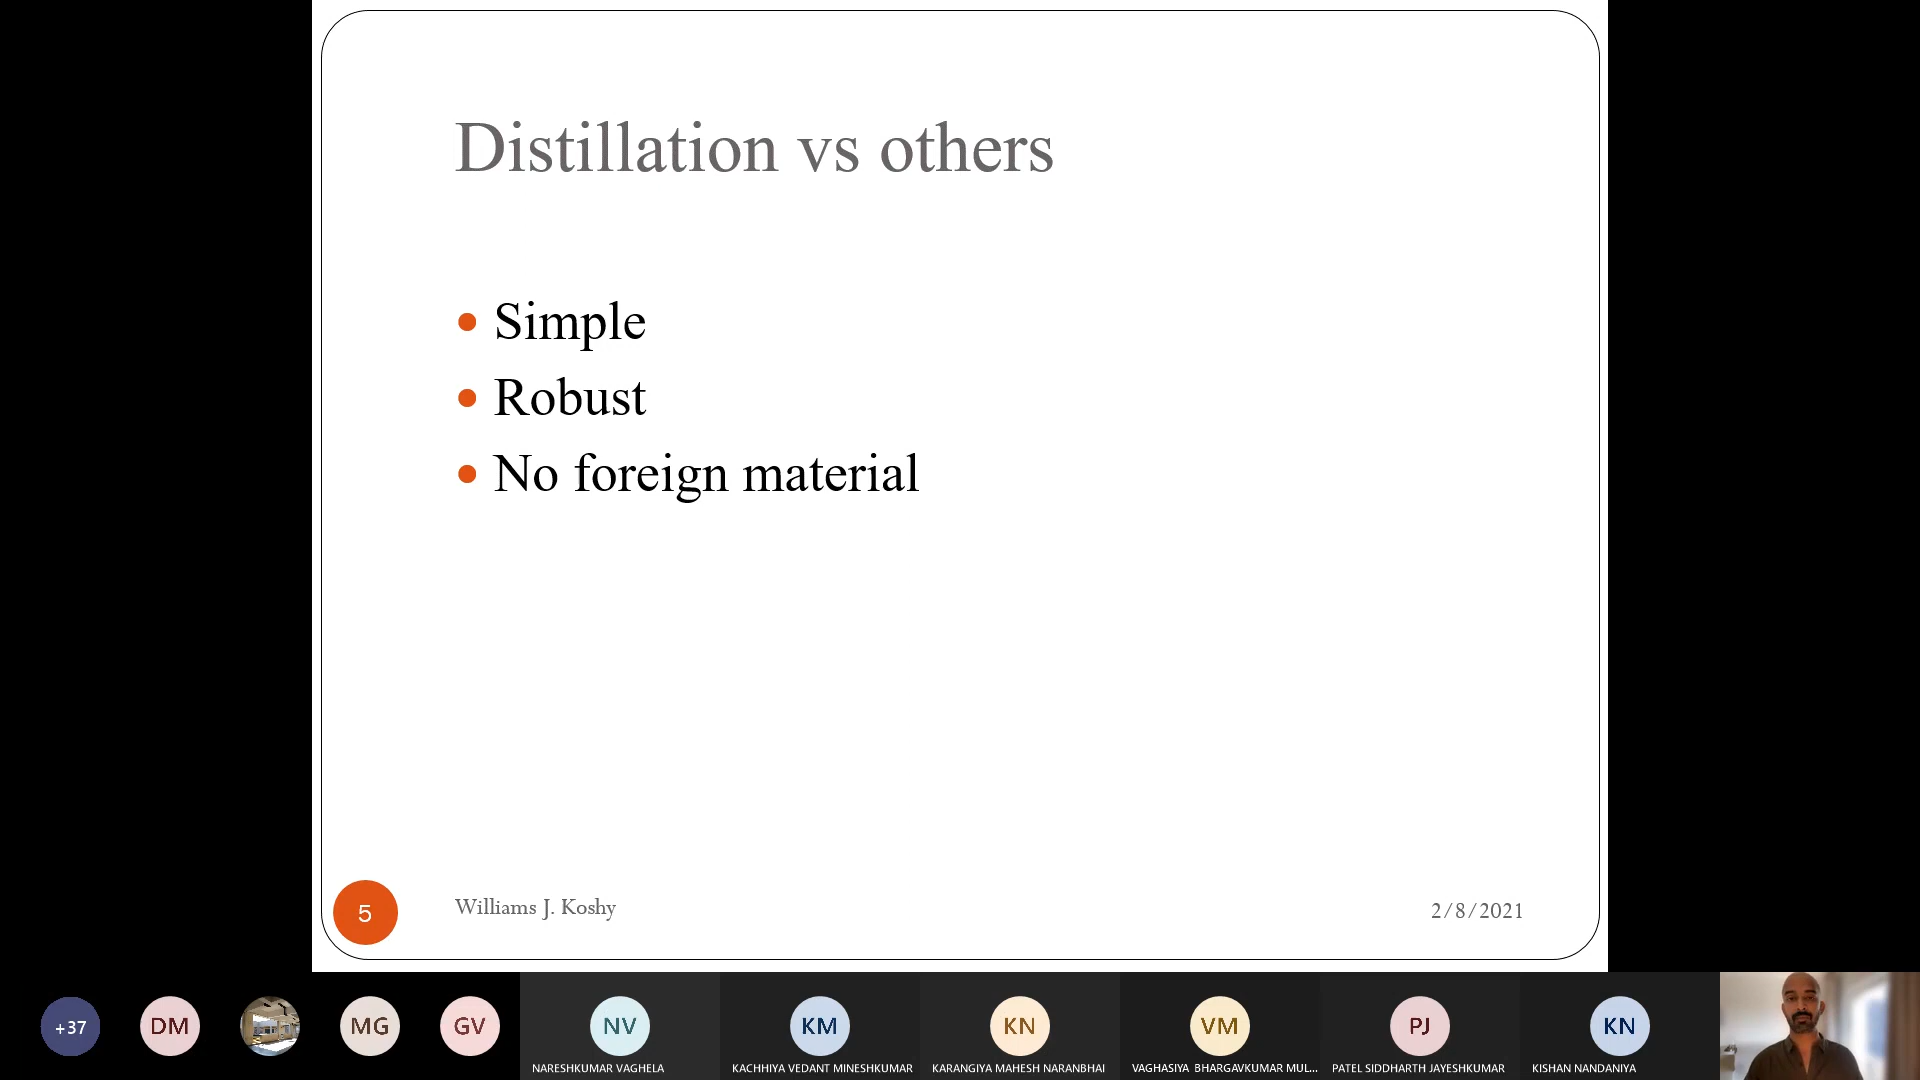 Distillation vs others
• Simple
• Robust
• No foreign material
5
Williams J. Koshy
2/8/2021
+37
DM
MG
GV
NV
KM
KN
VM
PJ
KN
NARESHKUMAR VAGHELA
KACHHIYA VEDANT MINESHKUMAR
KARANGIYA MAHESH NARANBHAI
VAGHASIYA BHARGAVKUMAR MUL...
PATEL SIDDHARTH JAYESHKUMAR
KISHAN NANDANIYA